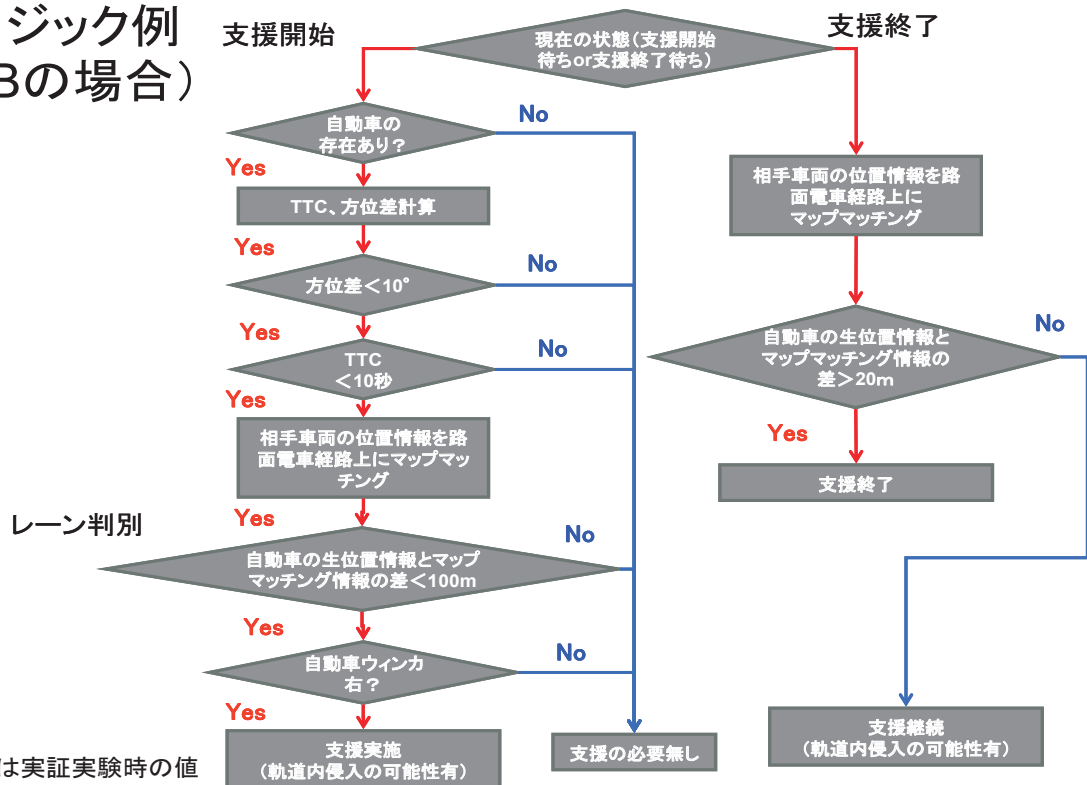 ジック例
Bの場合）
支援開始
現在の状態（支援開始
待ちor支援終了待ち）
支援終了
自動車の
存在あり？
No
Yes
TTC、方位差計算
Yes
方位差＜10°
No
Yes
TTC
＜10秒
No
Yes
相手車両の位置情報を路
面電車経路上にマップマッ
チング
Yes
レーン判別
自動車の生位置情報とマップ
マッチング情報の差＜100m
No
Yes
自動車ウィンカ
右？
No
Yes
支援実施
（軌道内侵入の可能性有）
支援の必要無し
は実証実験時の値
相手車両の位置情報を路
面電車経路上に
マップマッチング
自動車の生位置情報と
マップマッチング情報の
差＞20m
No
Yes
支援終了
支援継続
（軌道内侵入の可能性有）